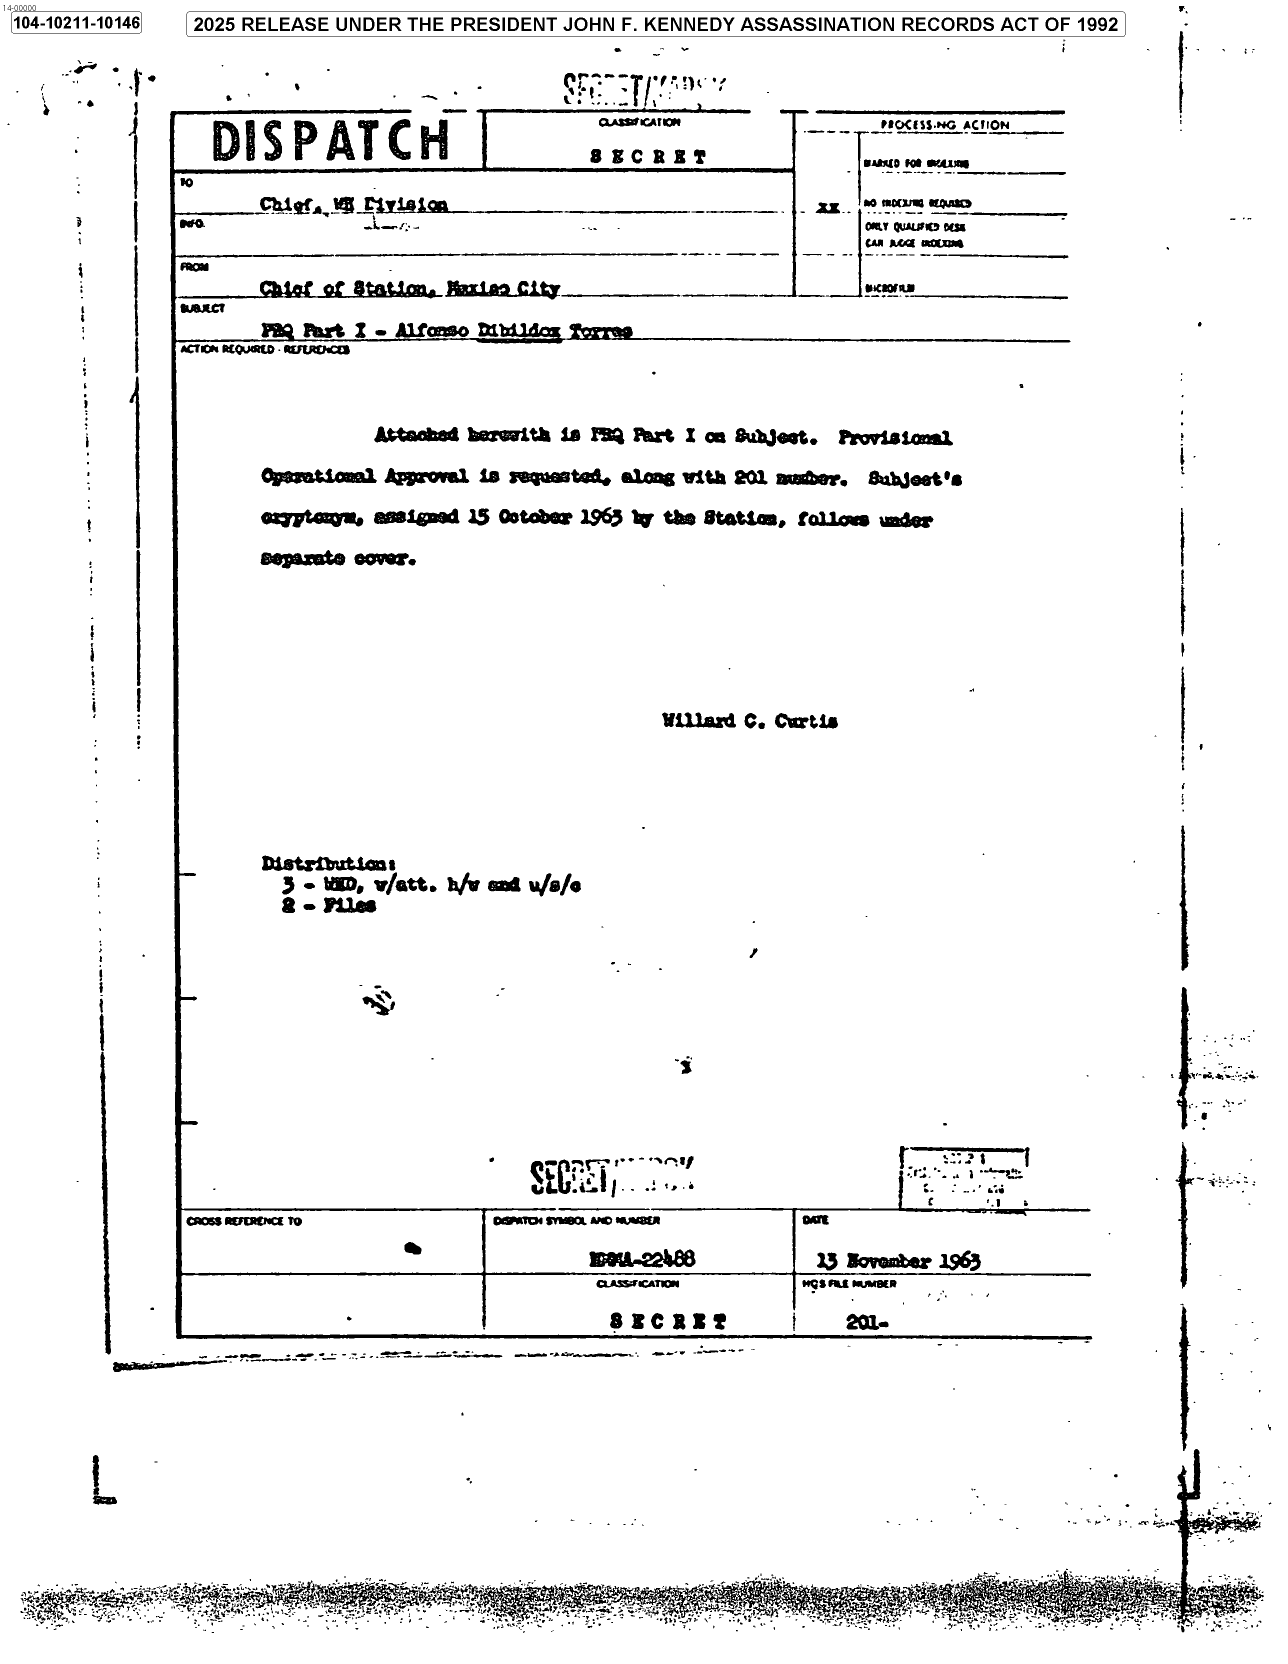 14-00000
104-10211-10146
2025 RELEASE UNDER THE PRESIDENT JOHN F. KENNEDY ASSASSINATION RECORDS ACT OF 1992
DISPATCH
CLASSIFICATION
SECRET
PROCESSING ACTION
MARKED FOR INDEXING
TO
Chief, WH Division
XX
NO INDEXING REQUIRED
INFO.
ONLY QUALIFIED DESK
CAN JUDGE INDEXING
FROM
Chief of Station, Mexico City
MICROFILM
SUBJECT
PRQ Part I - Alfonso Dibildox Torres
ACTION REQUIRED - REFERENCES
Attached herewith is PRQ Part I on Subject. Provisional
Operational Approval is requested, along with 201 number. Subject's
cryptonym, assigned 15 October 1963 by the Station, follows under
separate cover.
Willard C. Curtis
Distribution:
3 - WHD, w/att. h/w and u/s/c
2 - Files
SECRET/
CROSS REFERENCE TO
DISPATCH SYMBOL AND NUMBER
DATE
HMMA-22488
13 November 1963
CLASSIFICATION
HQS FILE NUMBER
SECRET
201-